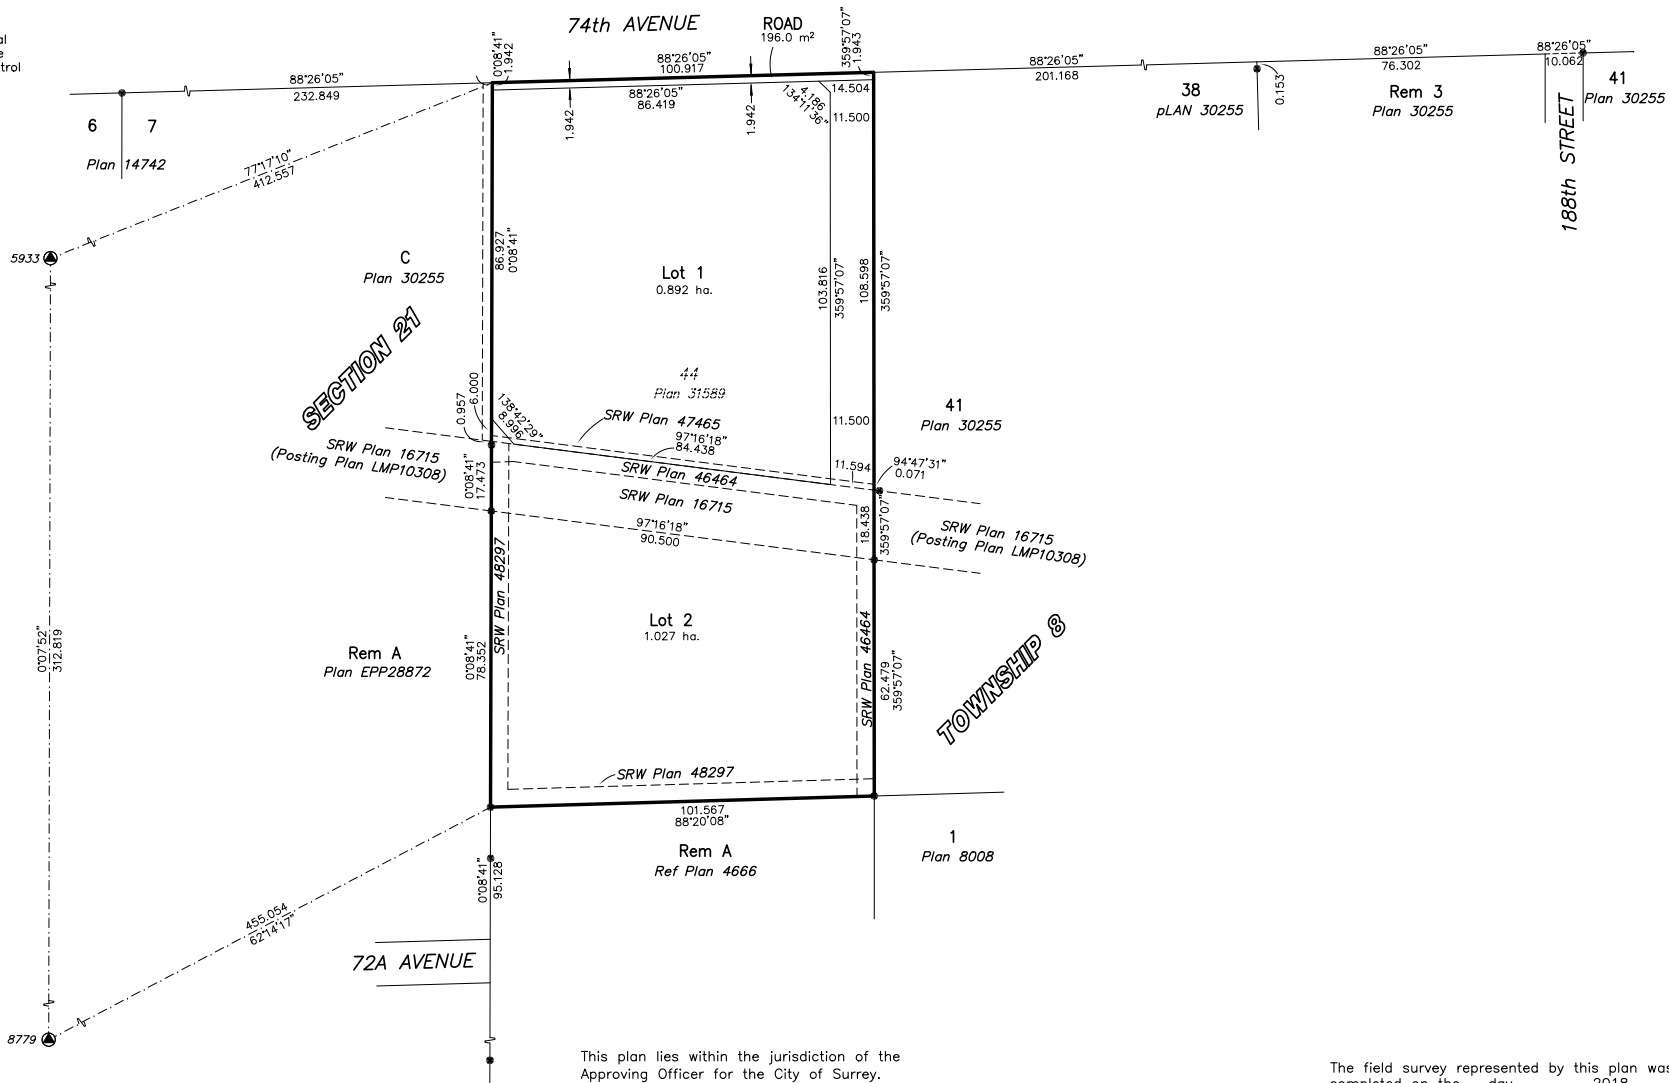 74th AVENUE
ROAD
196.0 m²
al
e
trol
0°08'41"
1.942
359°57'07"
1.943
88°26'05"
232.849
88°26'05"
100.917
88°26'05"
86.419
1.942
1.942
4.186
134°11'36"
14.504
11.500
88°26'05"
201.168
0.153
88°26'05"
76.302
88°26'05"
10.062
6
7
Plan 14742
38
pLAN 30255
Rem 3
Plan 30255
41
Plan 30255
188th STREET
77°17'10"
412.557
5933
C
Plan 30255
86.927
0°08'41"
Lot 1
0.892 ha.
103.816
359°57'07"
108.598
359°57'07"
SECTION 21
44
Plan 31589
0.957
6.000
138°42'29"
8.996
SRW Plan 47465
11.500
41
Plan 30255
97°16'18"
84.438
SRW Plan 16715
(Posting Plan LMP10308)
0°08'41"
17.473
SRW Plan 46464
11.594
94°47'31"
0.071
SRW Plan 16715
18.438
359°57'07"
97°16'18"
90.500
SRW Plan 16715
(Posting Plan LMP10308)
SRW Plan 48297
0°07'52"
312.819
0°08'41"
78.352
Rem A
Plan EPP28872
Lot 2
1.027 ha.
SRW Plan 46464
62.479
359°57'07"
TOWNSHIP 8
SRW Plan 48297
101.567
88°20'08"
Rem A
Ref Plan 4666
1
Plan 8008
0°08'41"
95.128
455.054
62°14'17"
72A AVENUE
8779
This plan lies within the jurisdiction of the
Approving Officer for the City of Surrey.
The field survey represented by this plan was
completed on the day 2018